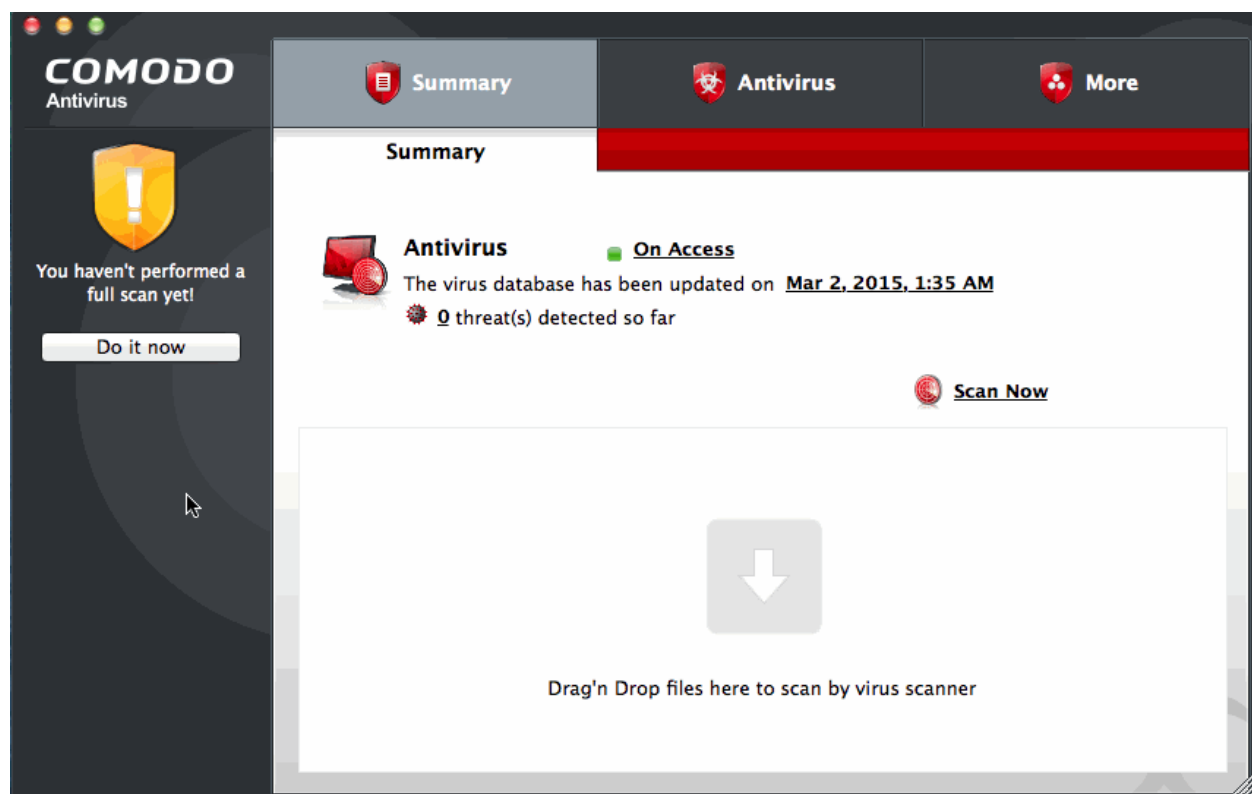 COMODO
Antivirus
Summary
Antivirus
More
Summary
You haven't performed a
full scan yet!
Do it now
Antivirus On Access
The virus database has been updated on Mar 2, 2015, 1:35 AM
0 threat(s) detected so far
Scan Now
Drag'n Drop files here to scan by virus scanner